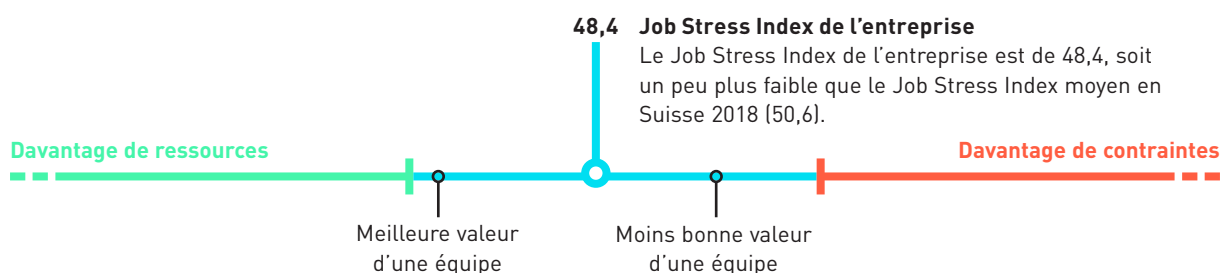 48,4 Job Stress Index de l'entreprise
Le Job Stress Index de l'entreprise est de 48,4, soit
un peu plus faible que le Job Stress Index moyen en
Suisse 2018 (50,6).
Davantage de ressources
Davantage de contraintes
Meilleure valeur
d'une équipe
Moins bonne valeur
d'une équipe